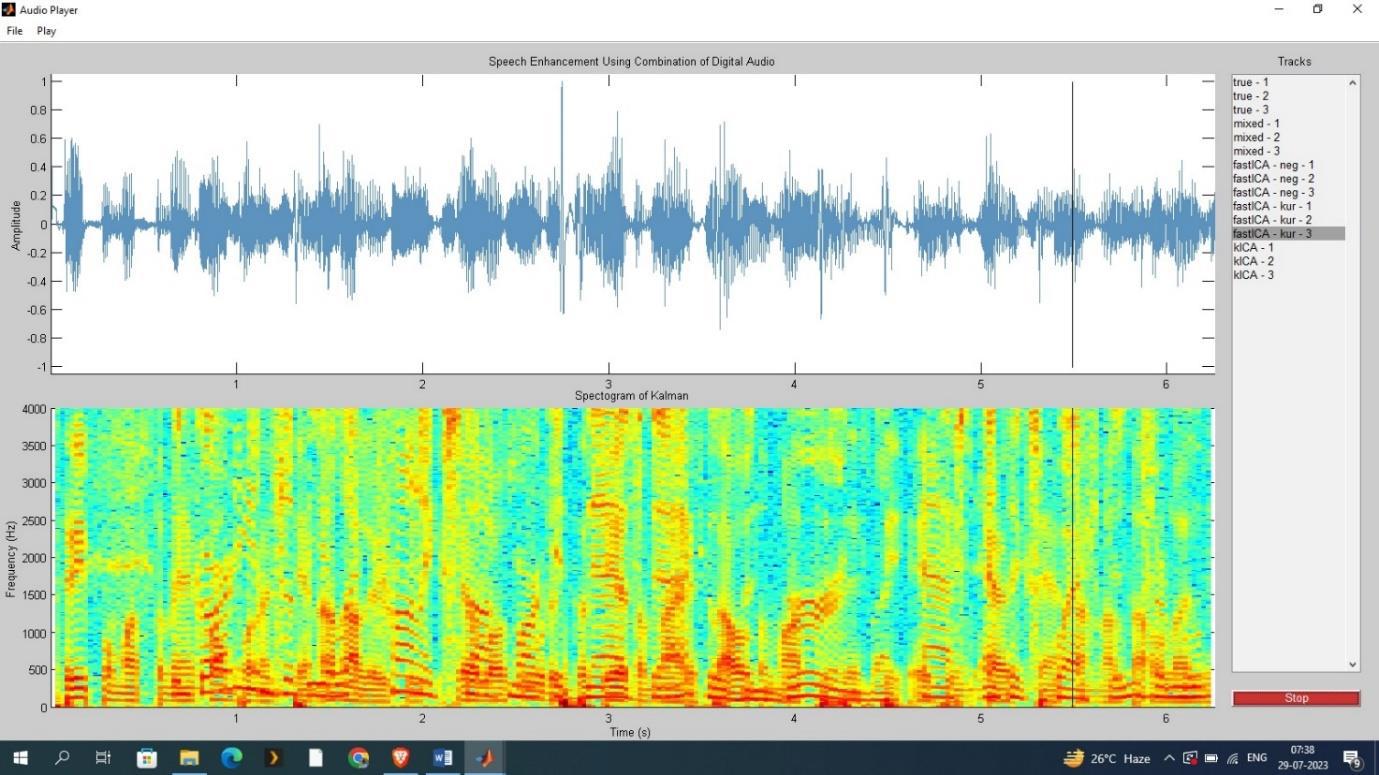 Audio Player
File Play
Speech Enhancement Using Combination of Digital Audio
Tracks
1
0.8
0.6
0.4
0.2
0
-0.2
-0.4
-0.6
-0.8
-1
Amplitude
1 2 3 4 5 6
true - 1
true - 2
true - 3
mixed - 1
mixed - 2
mixed - 3
fastICA - neg - 1
fastICA - neg - 2
fastICA - neg - 3
fastICA - kur - 1
fastICA - kur - 2
fastICA - kur - 3
kICA - 1
kICA - 2
kICA - 3
Spectogram of Kalman
4000
3500
3000
2500
2000
1500
1000
500
0
Frequency (Hz)
1 2 3 4 5 6
Time (s)
Stop
26°C Haze
ENG
07:38
29-07-2023
9